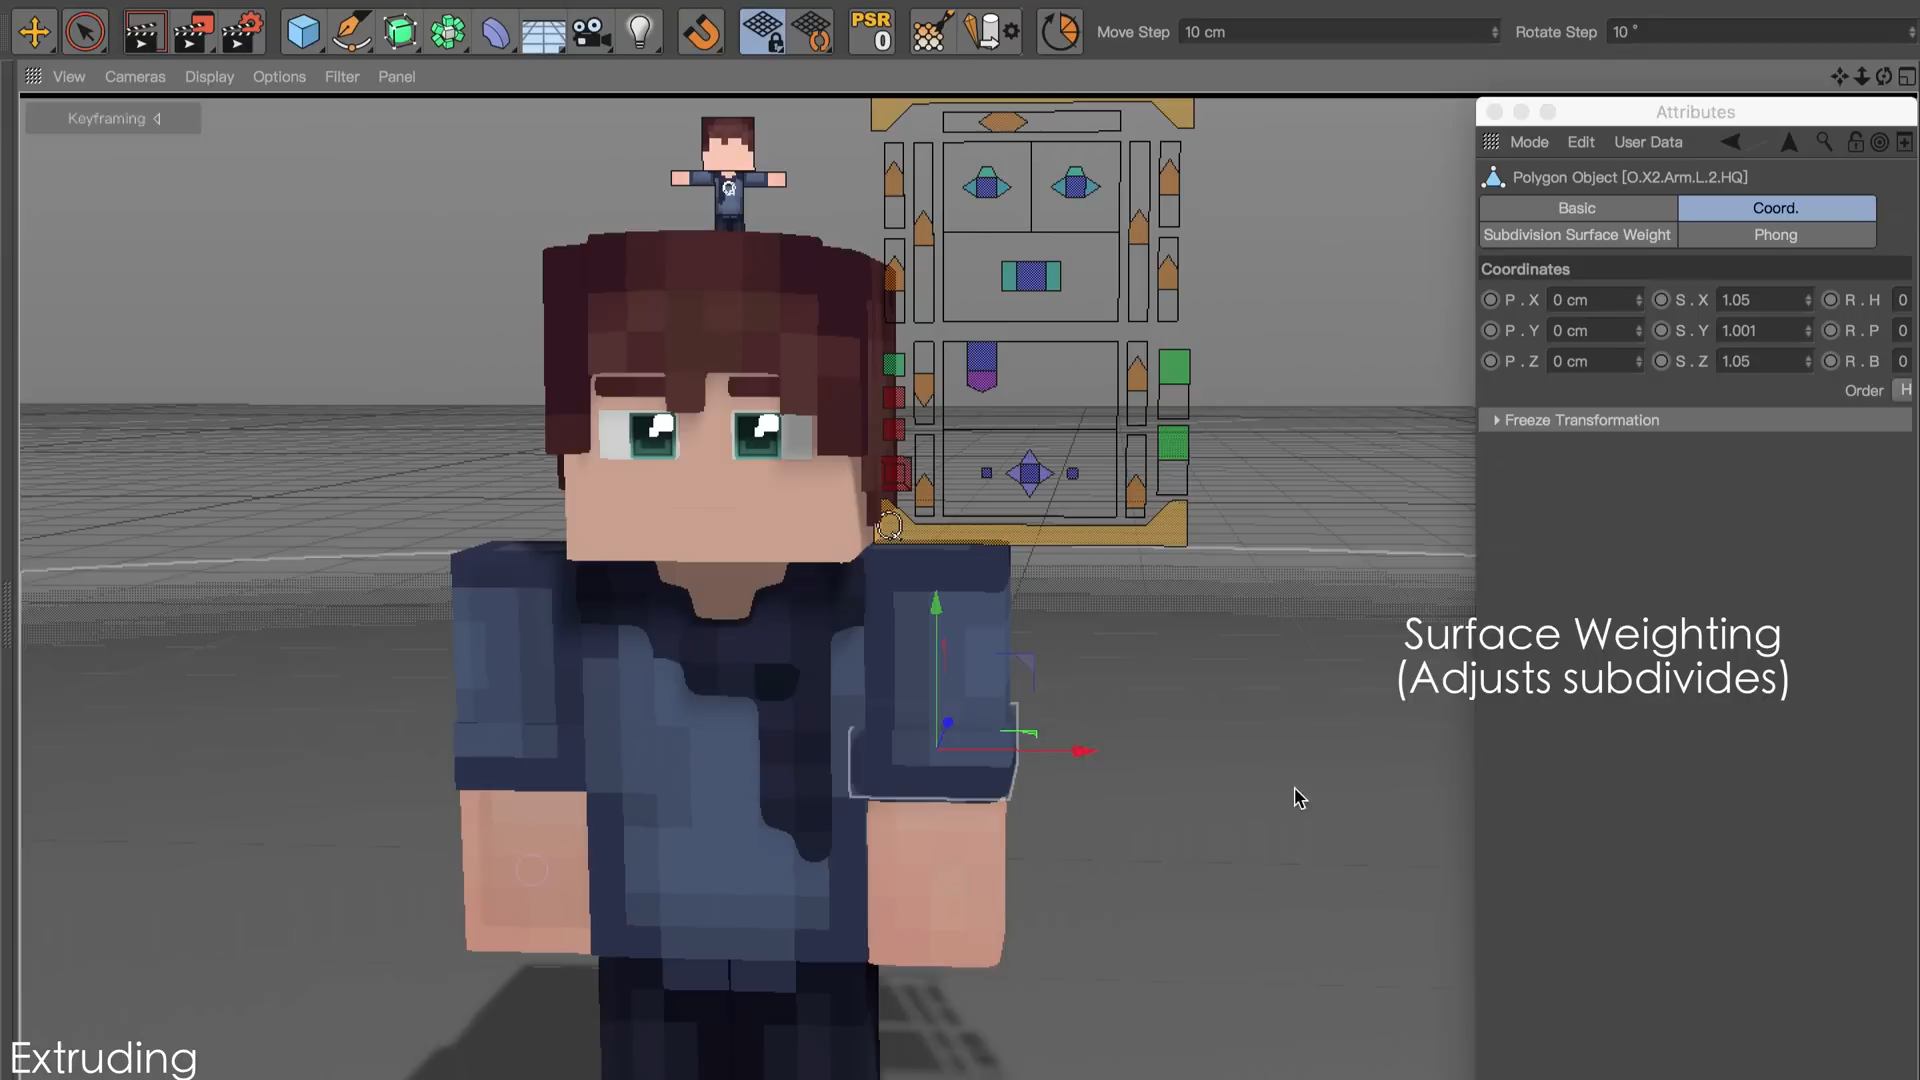 PSR
0
Move Step 10 cm Rotate Step 10 °
View Cameras Display Options Filter Panel
Keyframing
Attributes
Mode Edit User Data
Polygon Object [O.X2.Arm.L.2.HQ]
Basic Coord.
Subdivision Surface Weight Phong
Coordinates
P . X 0 cm S . X 1.05 R . H 0
P . Y 0 cm S . Y 1.001 R . P 0
P . Z 0 cm S . Z 1.05 R . B 0
Order H
Freeze Transformation
Surface Weighting
(Adjusts subdivides)
Extruding